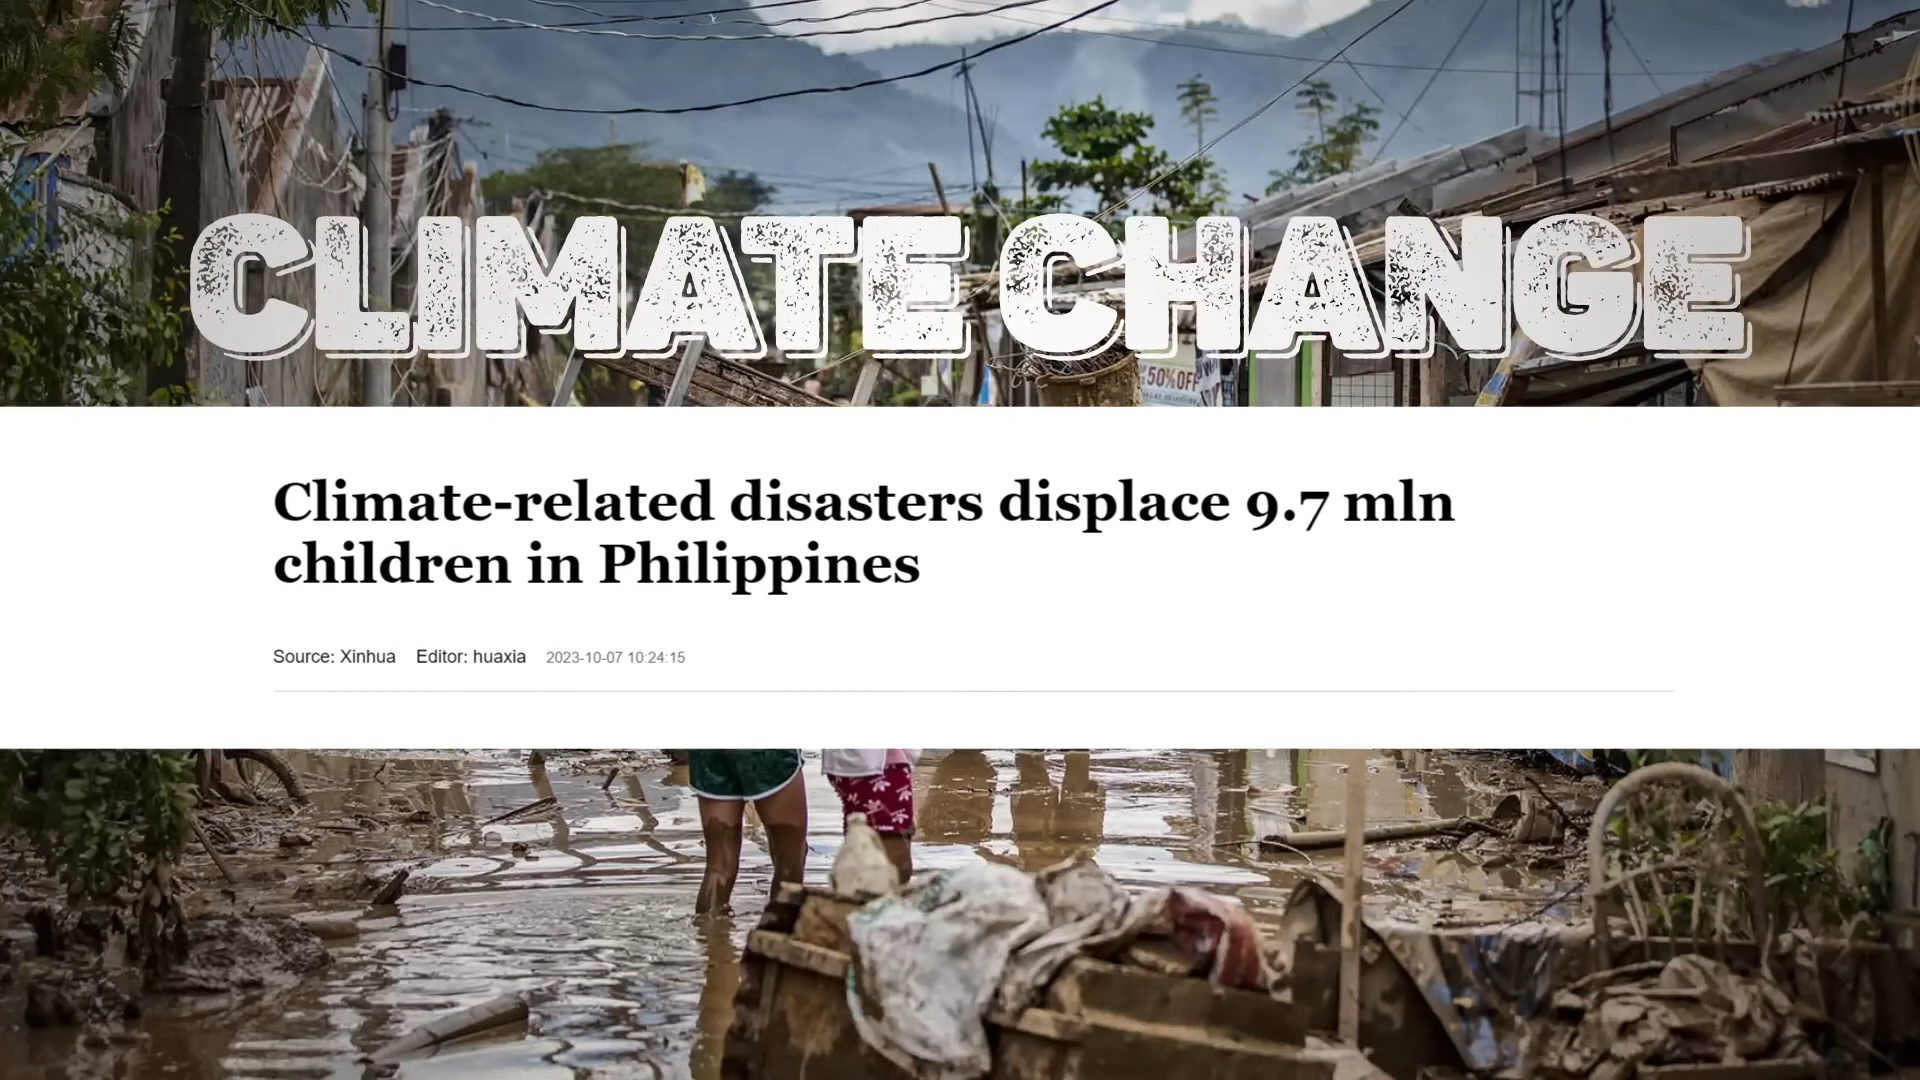 CLIMATE CHANGE
50% OFF
Climate-related disasters displace 9.7 mln
children in Philippines
Source: Xinhua Editor: huaxia 2023-10-07 10:24:15